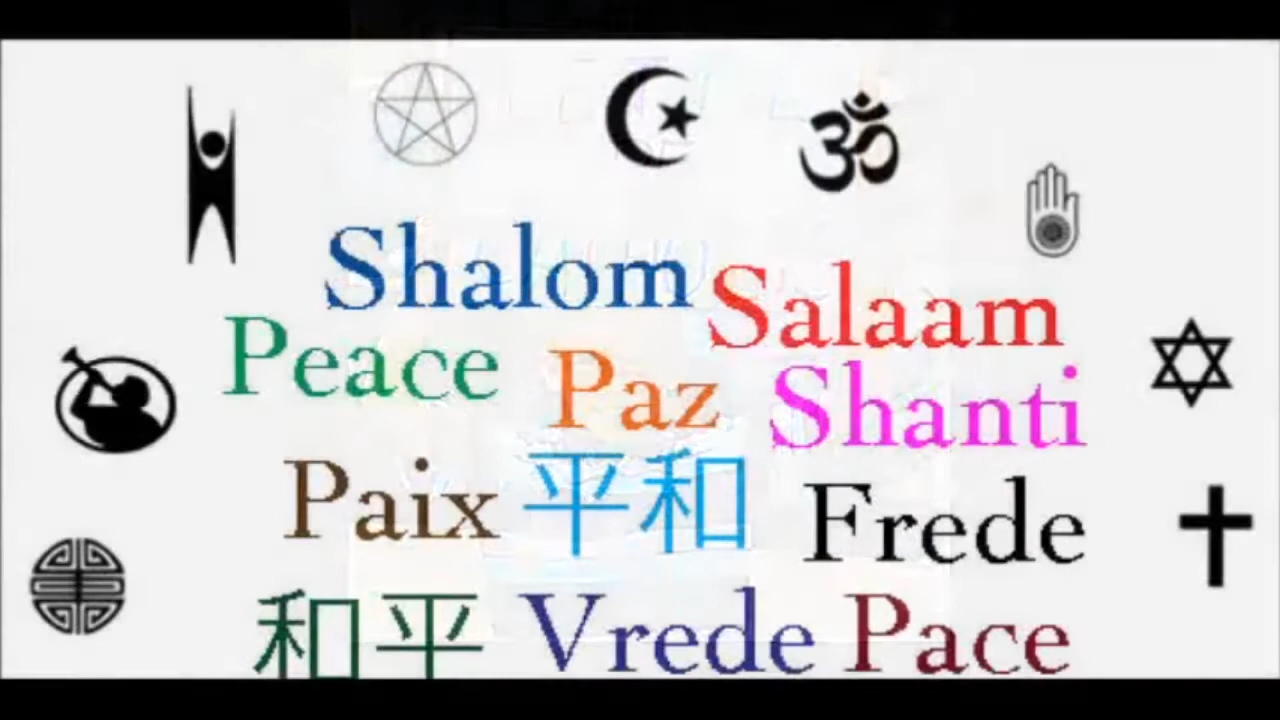 Shalom Salaam
Peace Paz Shanti
Paix 平和 Frede
和平 Vrede Pace